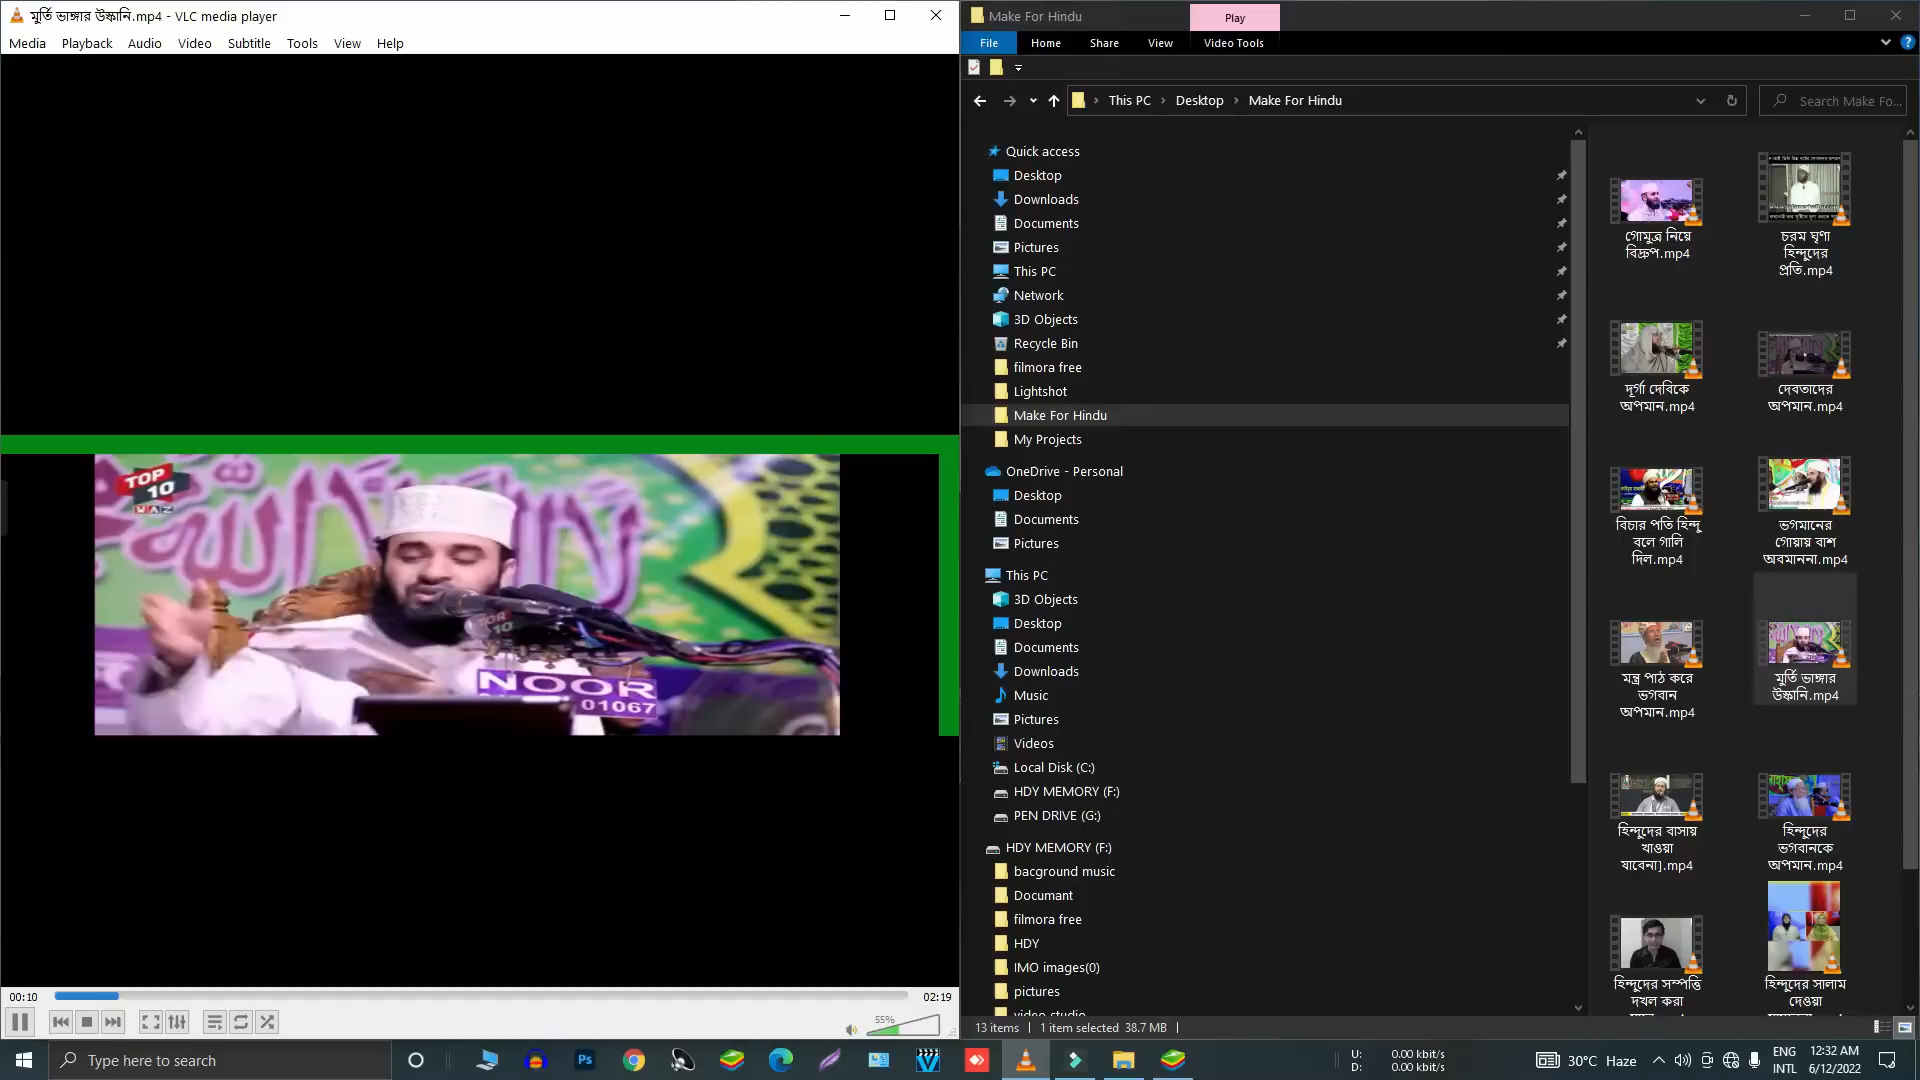 মুর্তি ভাঙ্গার উস্কানি.mp4 - VLC media player
Media Playback Audio Video Subtitle Tools View Help
TOP
10
WAZ
NOOR
01067
00:10
02:19
55%
Make For Hindu
Play
File Home Share View Video Tools
This PC Desktop Make For Hindu
Search Make Fo...
Quick access
Desktop
Downloads
Documents
Pictures
This PC
Network
3D Objects
Recycle Bin
filmora free
Lightshot
Make For Hindu
My Projects
OneDrive - Personal
Desktop
Documents
Pictures
This PC
3D Objects
Desktop
Documents
Downloads
Music
Pictures
Videos
Local Disk (C:)
HDY MEMORY (F:)
PEN DRIVE (G:)
HDY MEMORY (F:)
bacground music
Documant
filmora free
HDY
IMO images(0)
pictures
video studio
গোমুত্র নিয়ে
বিদ্রুপ.mp4
চরম ঘৃণা
হিন্দুদের
প্রতি.mp4
দূর্গা দেবিকে
অপমান.mp4
দেবতাদের
অপমান.mp4
বিচার পতি হিন্দু
বলে গালি
দিল.mp4
ভগমানের
গোয়ায় বাশ
অবমাননা.mp4
মন্ত্র পাঠ করে
ভগবান
অপমান.mp4
মুর্তি ভাঙ্গার
উস্কানি.mp4
হিন্দুদের বাসায়
খাওয়া
যাবেনা].mp4
হিন্দুদের
ভগবানকে
অপমান.mp4
হিন্দুদের সম্পত্তি
দখল করা
হিন্দুদের সালাম
দেওয়া
13 items 1 item selected 38.7 MB
Type here to search
Ps
U: 0.00 kbit/s
D: 0.00 kbit/s
30°C Haze
ENG
INTL
12:32 AM
6/12/2022